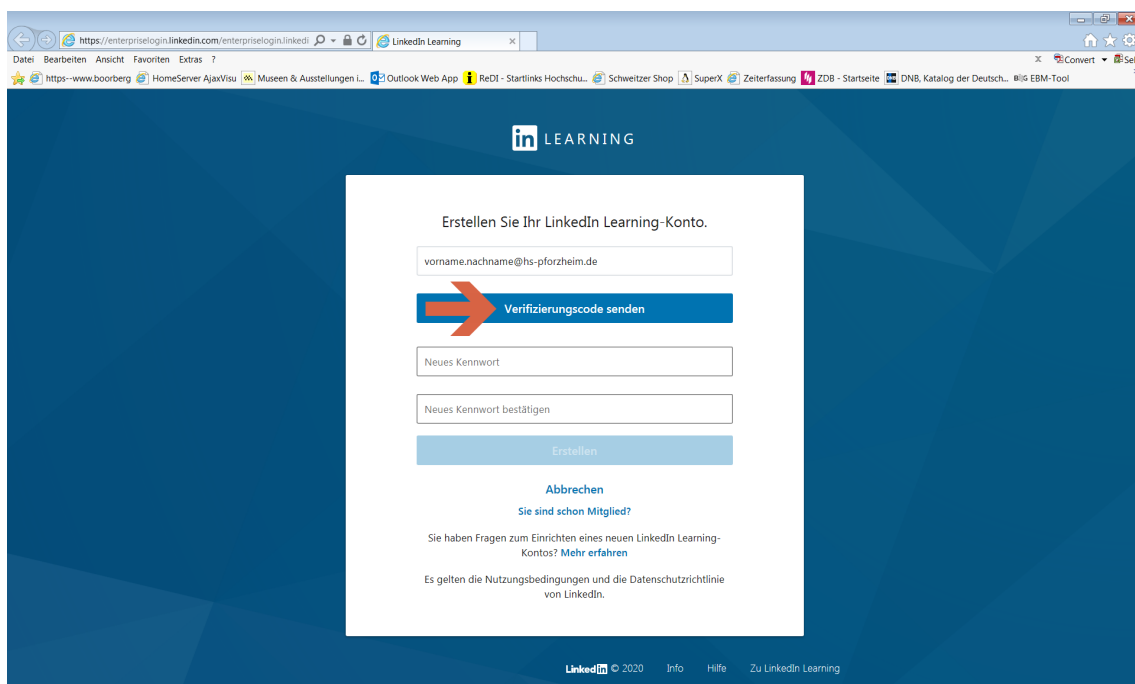 https://enterpriselogin.linkedin.com/enterpriselogin.linkedi
LinkedIn Learning
Datei Bearbeiten Ansicht Favoriten Extras ?
x Convert Sel
https--www.boorberg HomeServer AjaxVisu Museen & Ausstellungen i... Outlook Web App ReDI - Startlinks Hochschu... Schweitzer Shop SuperX Zeiterfassung ZDB - Startseite DNB, Katalog der Deutsch... EBM-Tool
in LEARNING
Erstellen Sie Ihr LinkedIn Learning-Konto.
vorname.nachname@hs-pforzheim.de
Verifizierungscode senden
Neues Kennwort
Neues Kennwort bestätigen
Erstellen
Abbrechen
Sie sind schon Mitglied?
Sie haben Fragen zum Einrichten eines neuen LinkedIn Learning-
Kontos? Mehr erfahren
Es gelten die Nutzungsbedingungen und die Datenschutzrichtlinie
von LinkedIn.
Linkedin © 2020 Info Hilfe Zu LinkedIn Learning